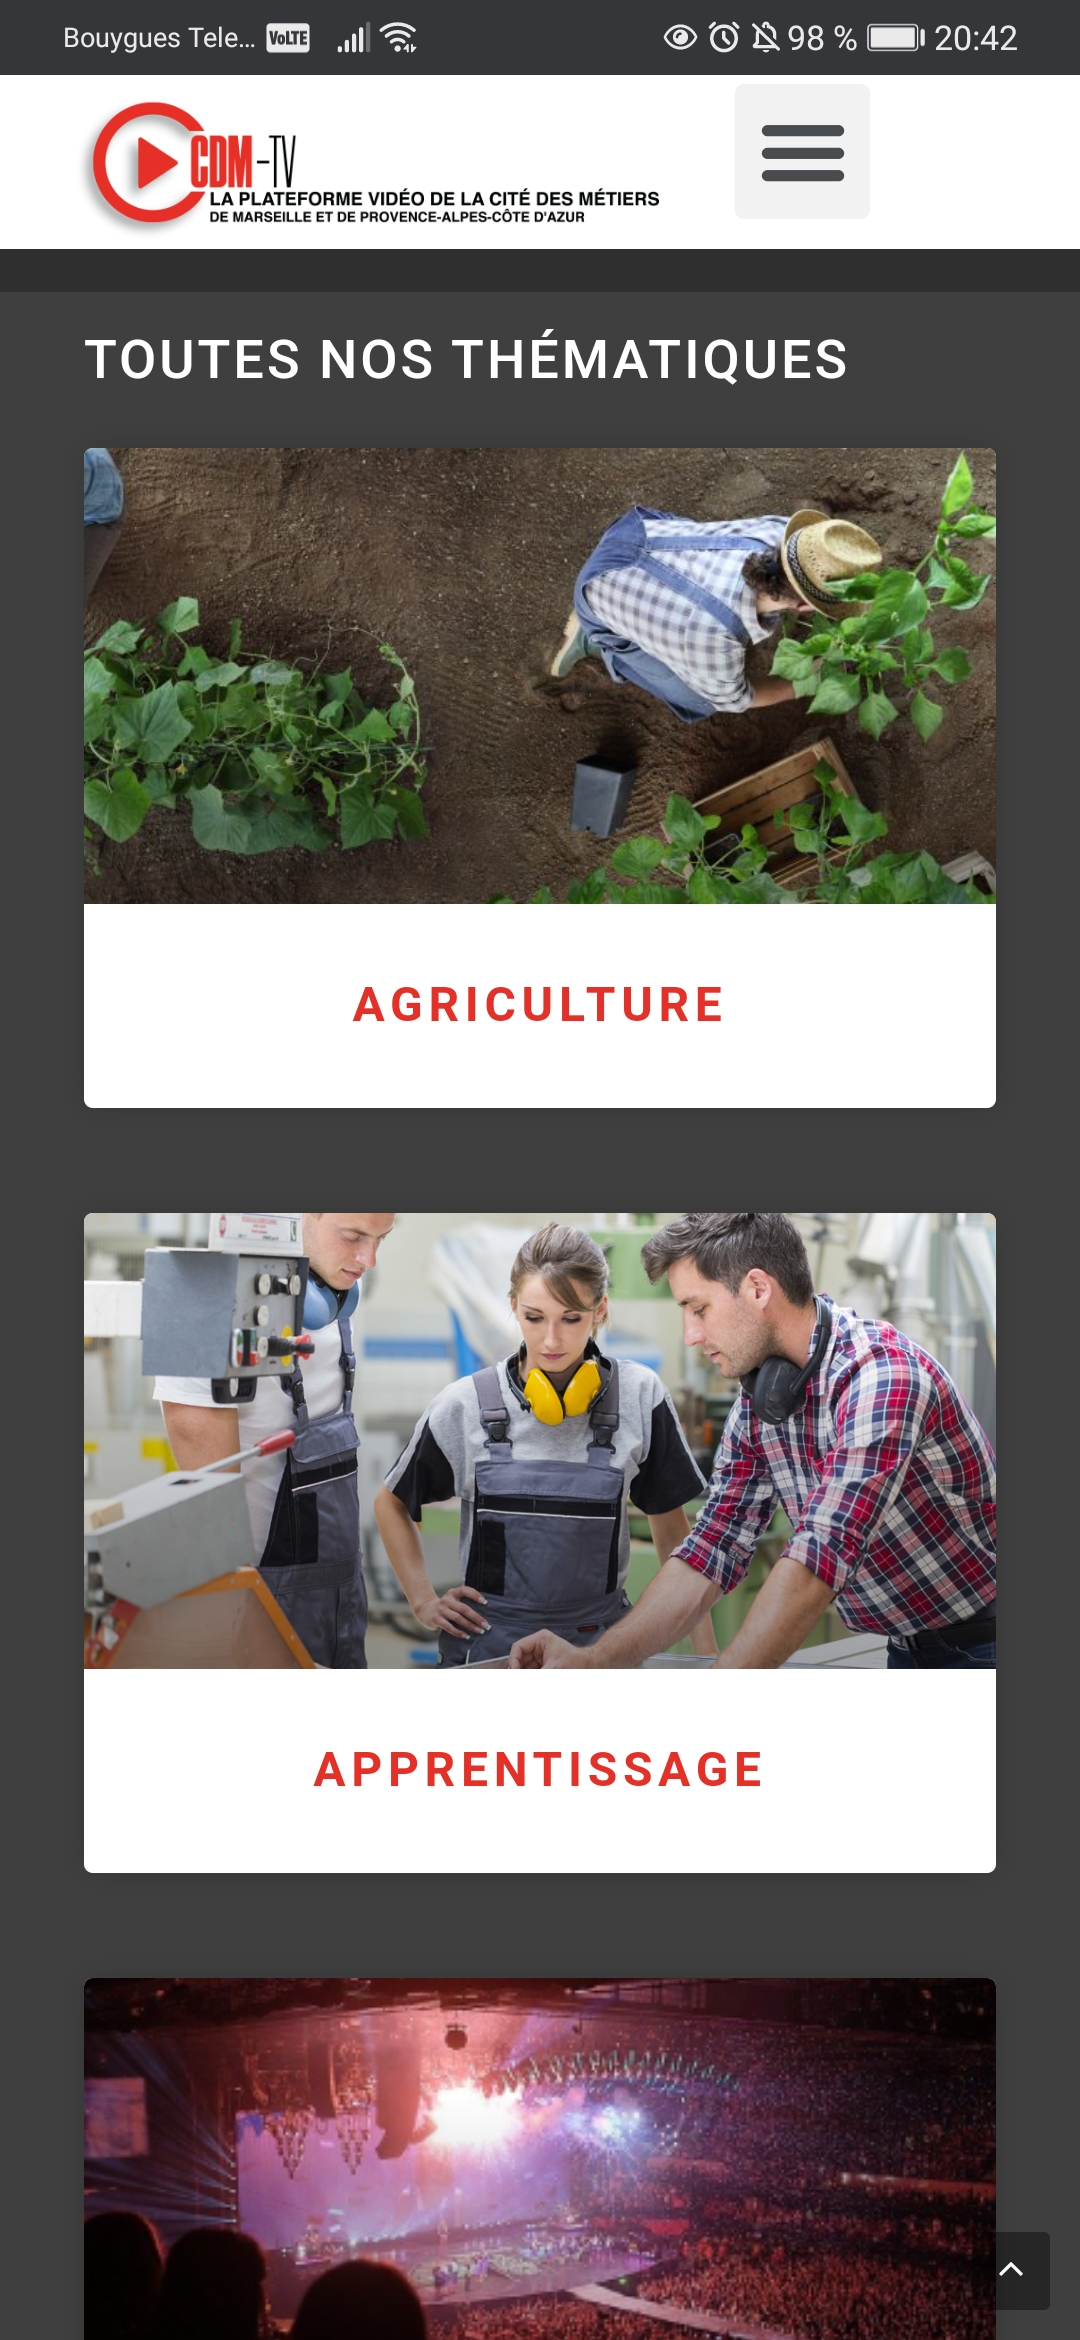 Bouygues Tele… VoLTE 98 % 20:42
CDM-TV
LA PLATEFORME VIDÉO DE LA CITÉ DES MÉTIERS
DE MARSEILLE ET DE PROVENCE-ALPES-CÔTE D'AZUR
TOUTES NOS THÉMATIQUES
AGRICULTURE
APPRENTISSAGE